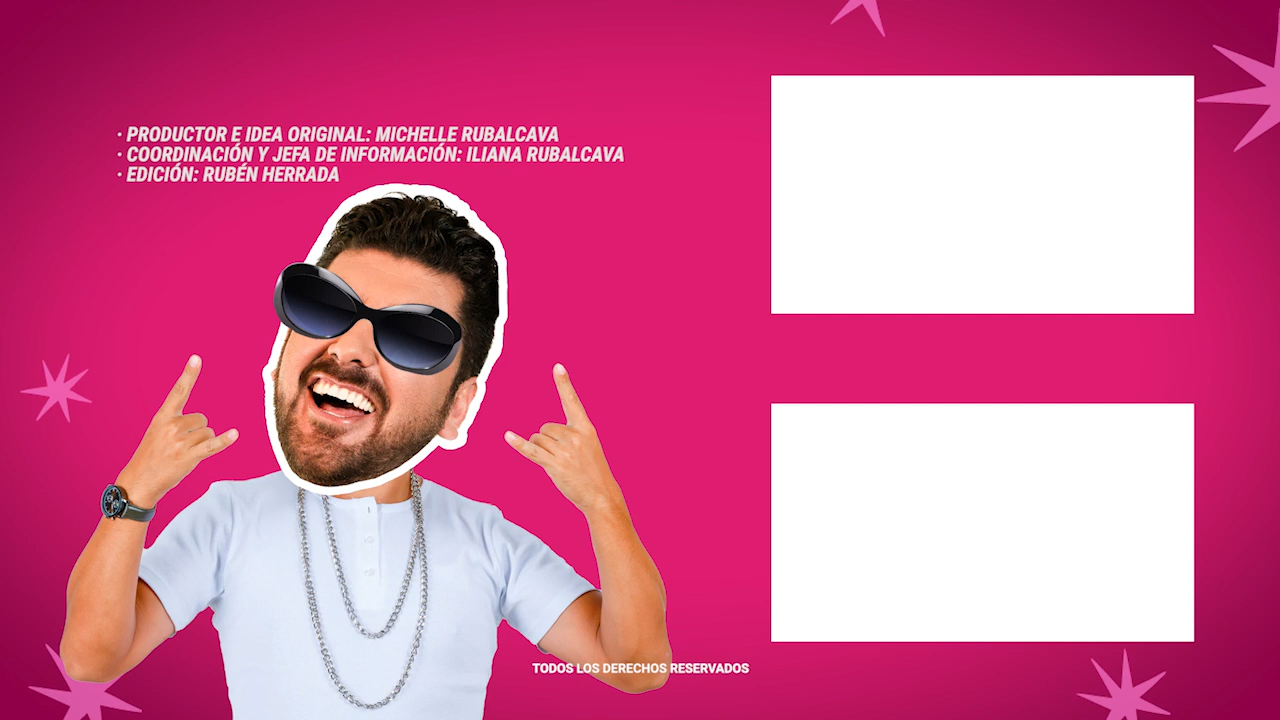 · PRODUCTOR E IDEA ORIGINAL: MICHELLE RUBALCAVA
· COORDINACIÓN Y JEFA DE INFORMACIÓN: ILIANA RUBALCAVA
· EDICIÓN: RUBÉN HERRADA
TODOS LOS DERECHOS RESERVADOS